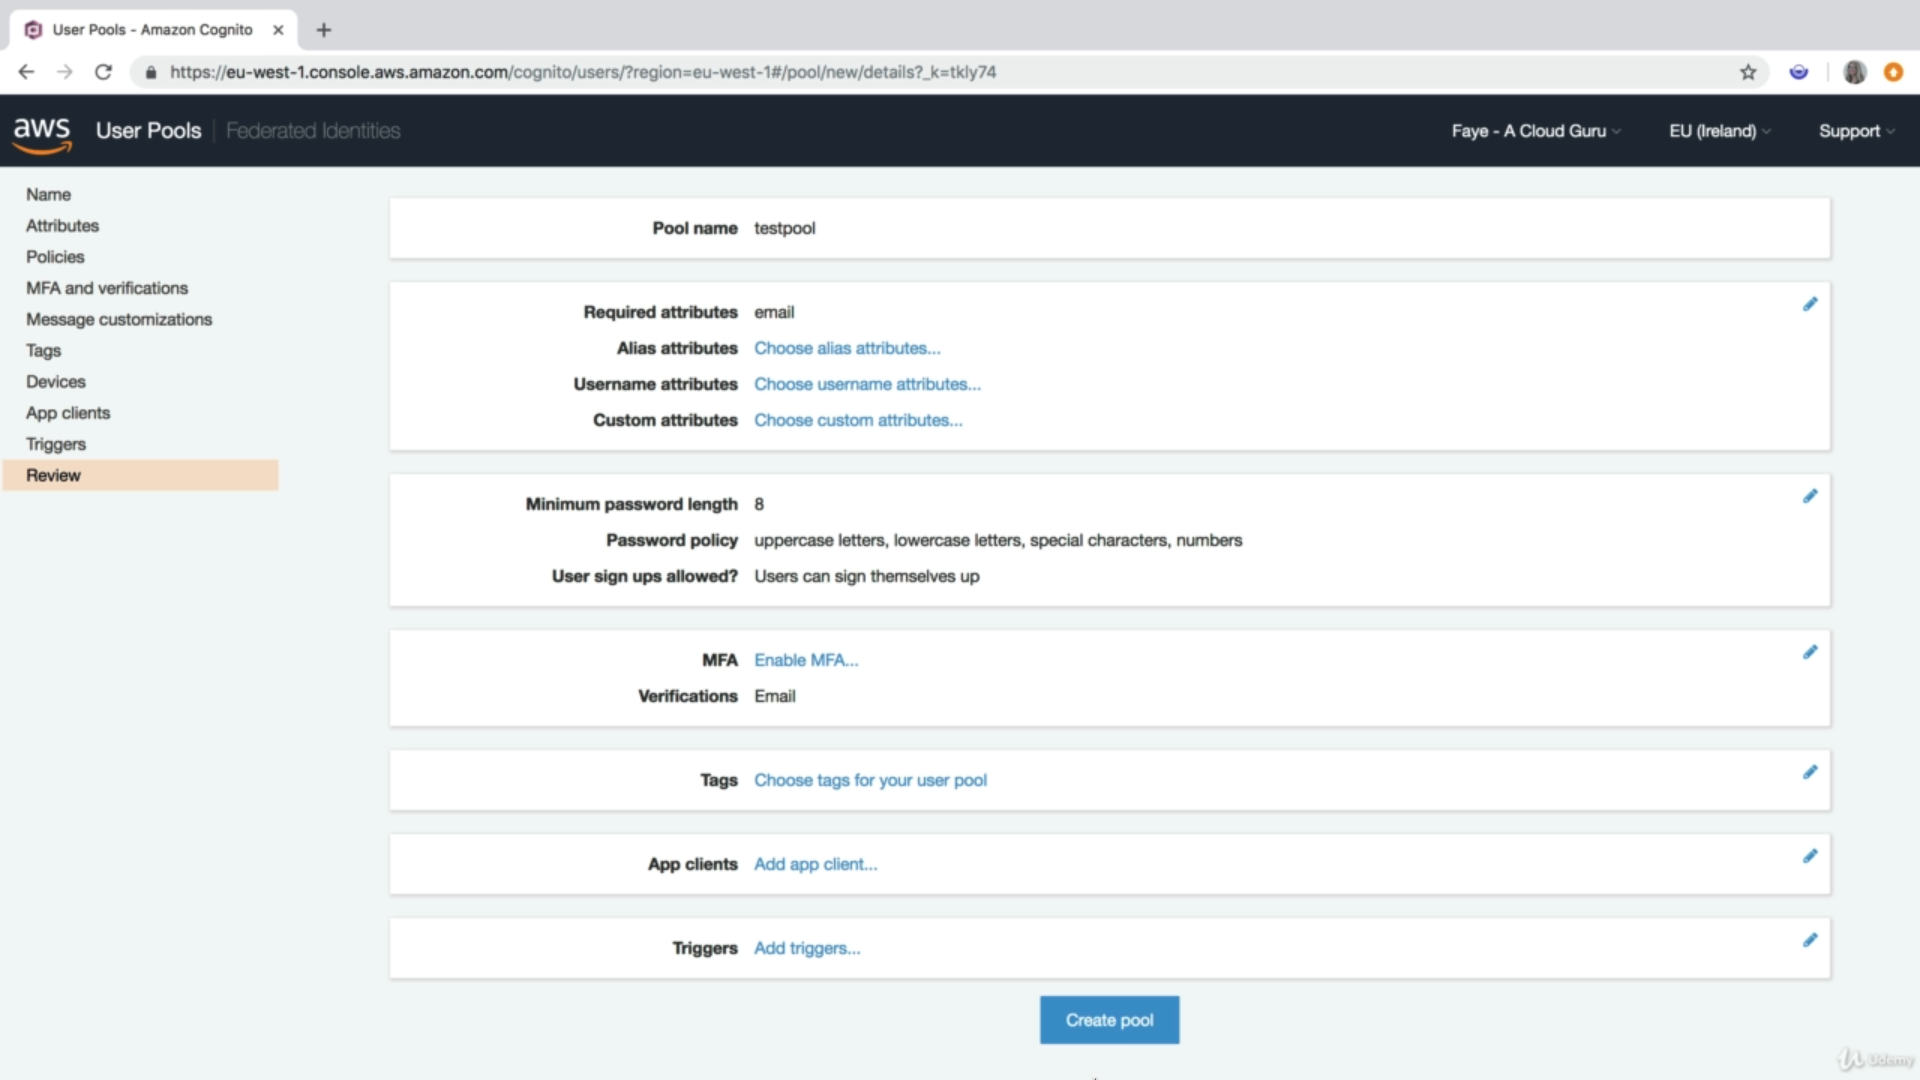 User Pools - Amazon Cognito
https://eu-west-1.console.aws.amazon.com/cognito/users/?region=eu-west-1#/pool/new/details?_k=tkly74
aws User Pools Federated Identities Faye - A Cloud Guru EU (Ireland) Support
Name
Attributes
Policies
MFA and verifications
Message customizations
Tags
Devices
App clients
Triggers
Review
Pool name testpool
Required attributes email
Alias attributes Choose alias attributes...
Username attributes Choose username attributes...
Custom attributes Choose custom attributes...
Minimum password length 8
Password policy uppercase letters, lowercase letters, special characters, numbers
User sign ups allowed? Users can sign themselves up
MFA Enable MFA...
Verifications Email
Tags Choose tags for your user pool
App clients Add app client...
Triggers Add triggers...
Create pool
Udemy